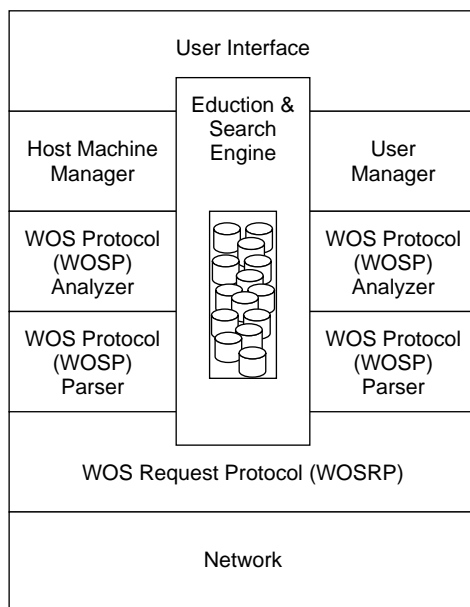 User Interface
Eduction &
Search
Engine
Host Machine
Manager
User
Manager
WOS Protocol
(WOSP)
Analyzer
WOS Protocol
(WOSP)
Analyzer
WOS Protocol
(WOSP)
Parser
WOS Protocol
(WOSP)
Parser
WOS Request Protocol (WOSRP)
Network